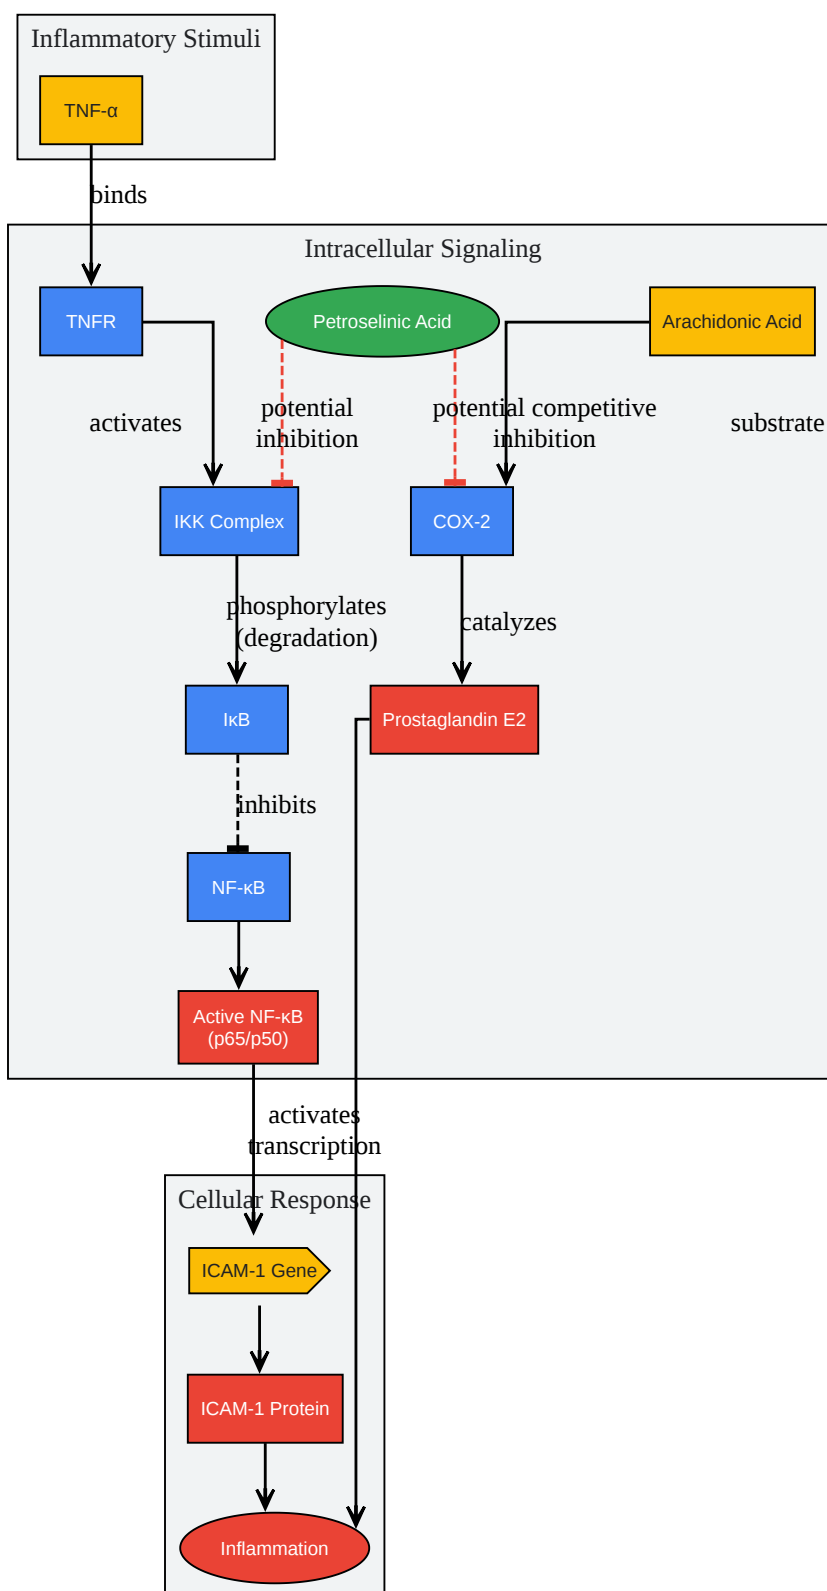 Inflammatory Stimuli
TNF-α
binds
Intracellular Signaling
TNFR
Petroselinic Acid
Arachidonic Acid
activates
potential
inhibition
potential competitive
inhibition
substrate
IKK Complex
COX-2
phosphorylates
(degradation)
catalyzes
IκB
Prostaglandin E2
inhibits
NF-κB
Active NF-κB
(p65/p50)
activates
transcription
Cellular Response
ICAM-1 Gene
ICAM-1 Protein
Inflammation